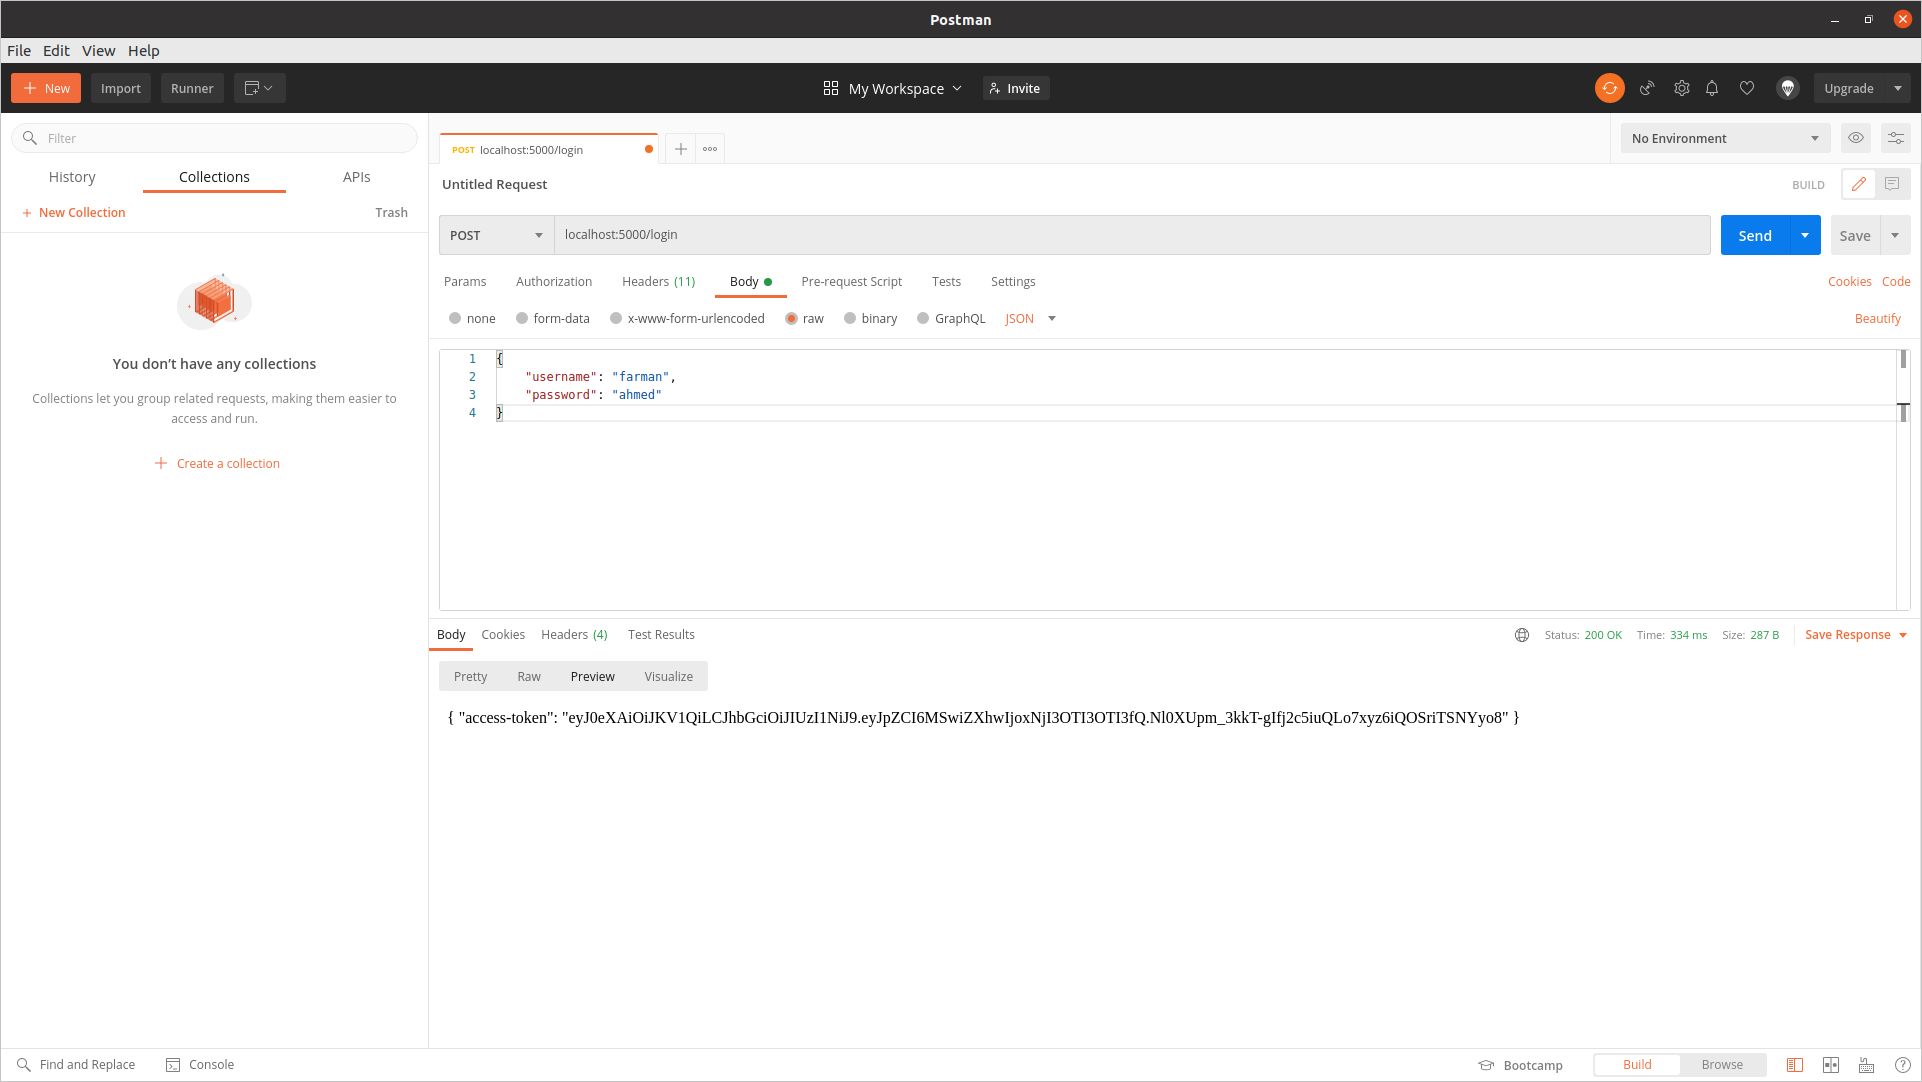 Postman
File Edit View Help
New Import Runner
My Workspace Invite
Upgrade
Filter
History Collections APIs
New Collection Trash
You don’t have any collections
Collections let you group related requests, making them easier to
access and run.
Create a collection
POST localhost:5000/login
No Environment
Untitled Request
BUILD
POST localhost:5000/login
Send Save
Params Authorization Headers (11) Body Pre-request Script Tests Settings
Cookies Code
none form-data x-www-form-urlencoded raw binary GraphQL JSON
Beautify
1 {
2 "username": "farman",
3 "password": "ahmed"
4 }
Body Cookies Headers (4) Test Results
Status: 200 OK Time: 334 ms Size: 287 B Save Response
Pretty Raw Preview Visualize
{ "access-token": "eyJ0eXAiOiJKV1QiLCJhbGciOiJIUzI1NiJ9.eyJpZCI6MSwiZXhwIjoxNjI3OTI3OTI3fQ.Nl0XUpm_3kkT-gIfj2c5iuQLo7xyz6iQOSriTSNYyo8" }
Find and Replace Console
Bootcamp Build Browse